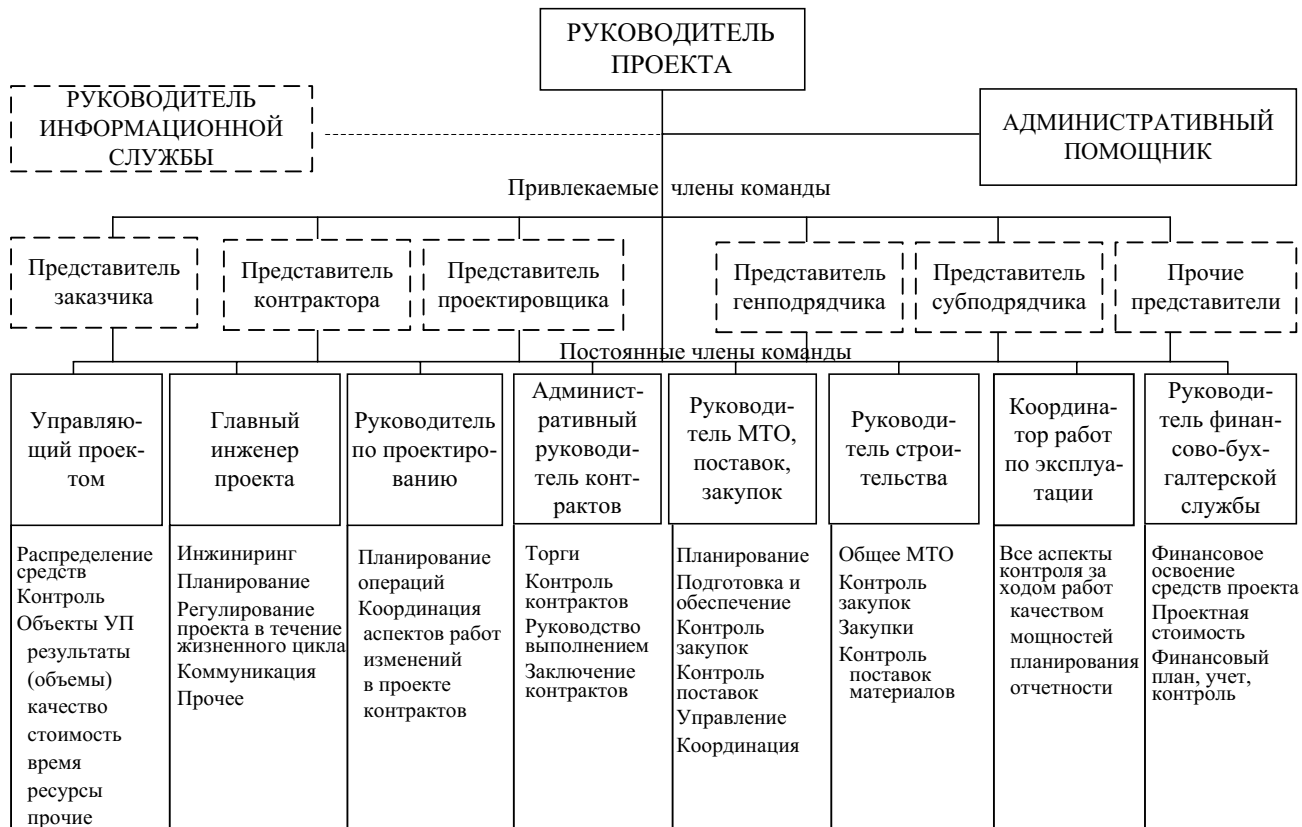 РУКОВОДИТЕЛЬ
ПРОЕКТА
РУКОВОДИТЕЛЬ
ИНФОРМАЦИОННОЙ
СЛУЖБЫ
АДМИНИСТРАТИВНЫЙ
ПОМОЩНИК
Привлекаемые члены команды
Представитель
заказчика
Представитель
контрактора
Представитель
проектировщика
Представитель
генподрядчика
Представитель
субподрядчика
Прочие
представители
Постоянные члены команды
Управляю-
щий проек-
том
Главный
инженер
проекта
Руководитель
по проектиро-
ванию
Админист-
ративный
руководи-
тель конт-
рактов
Руководи-
тель МТО,
поставок,
закупок
Руководи-
тель строи-
тельства
Координа-
тор работ
по эксплуа-
тации
Руководи-
тель финан-
сово-бух-
галтерской
службы
Распределение
средств
Контроль
Объекты УП
результаты
(объемы)
качество
стоимость
время
ресурсы
прочие
Инжиниринг
Планирование
Регулирование
проекта в течение
жизненного цикла
Коммуникация
Прочее
Планирование
операций
Координация
аспектов работ
изменений
в проекте
контрактов
Торги
Контроль
контрактов
Руководство
выполнением
Заключение
контрактов
Планирование
Подготовка и
обеспечение
Контроль
закупок
Контроль
поставок
Управление
Координация
Общее МТО
Контроль
закупок
Закупки
Контроль
поставок
материалов
Все аспекты
контроля за
ходом работ
качеством
мощностей
планирования
отчетности
Финансовое
освоение
средств проекта
Проектная
стоимость
Финансовый
план, учет,
контроль